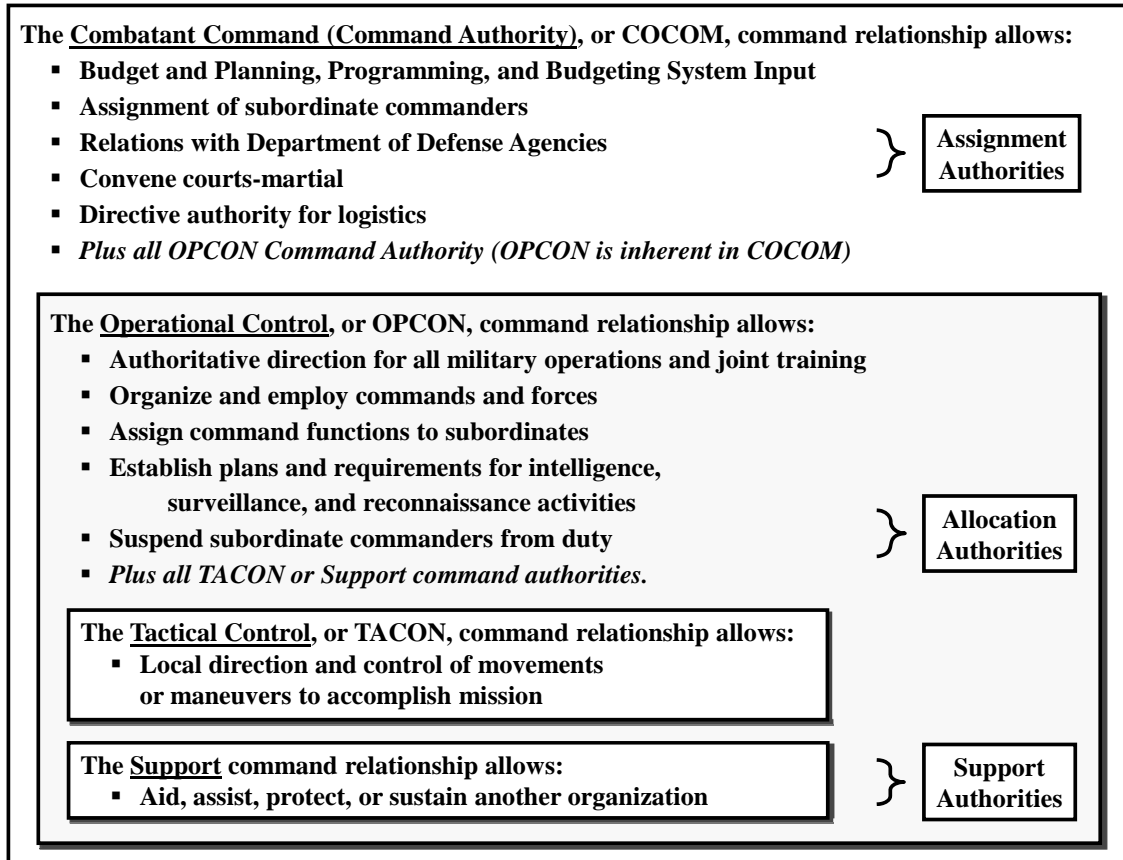 The Combatant Command (Command Authority), or COCOM, command relationship allows:
▪ Budget and Planning, Programming, and Budgeting System Input
▪ Assignment of subordinate commanders
▪ Relations with Department of Defense Agencies
▪ Convene courts-martial
▪ Directive authority for logistics
▪ Plus all OPCON Command Authority (OPCON is inherent in COCOM)
Assignment
Authorities
The Operational Control, or OPCON, command relationship allows:
▪ Authoritative direction for all military operations and joint training
▪ Organize and employ commands and forces
▪ Assign command functions to subordinates
▪ Establish plans and requirements for intelligence,
surveillance, and reconnaissance activities
▪ Suspend subordinate commanders from duty
▪ Plus all TACON or Support command authorities.
Allocation
Authorities
The Tactical Control, or TACON, command relationship allows:
▪ Local direction and control of movements
or maneuvers to accomplish mission
The Support command relationship allows:
▪ Aid, assist, protect, or sustain another organization
Support
Authorities